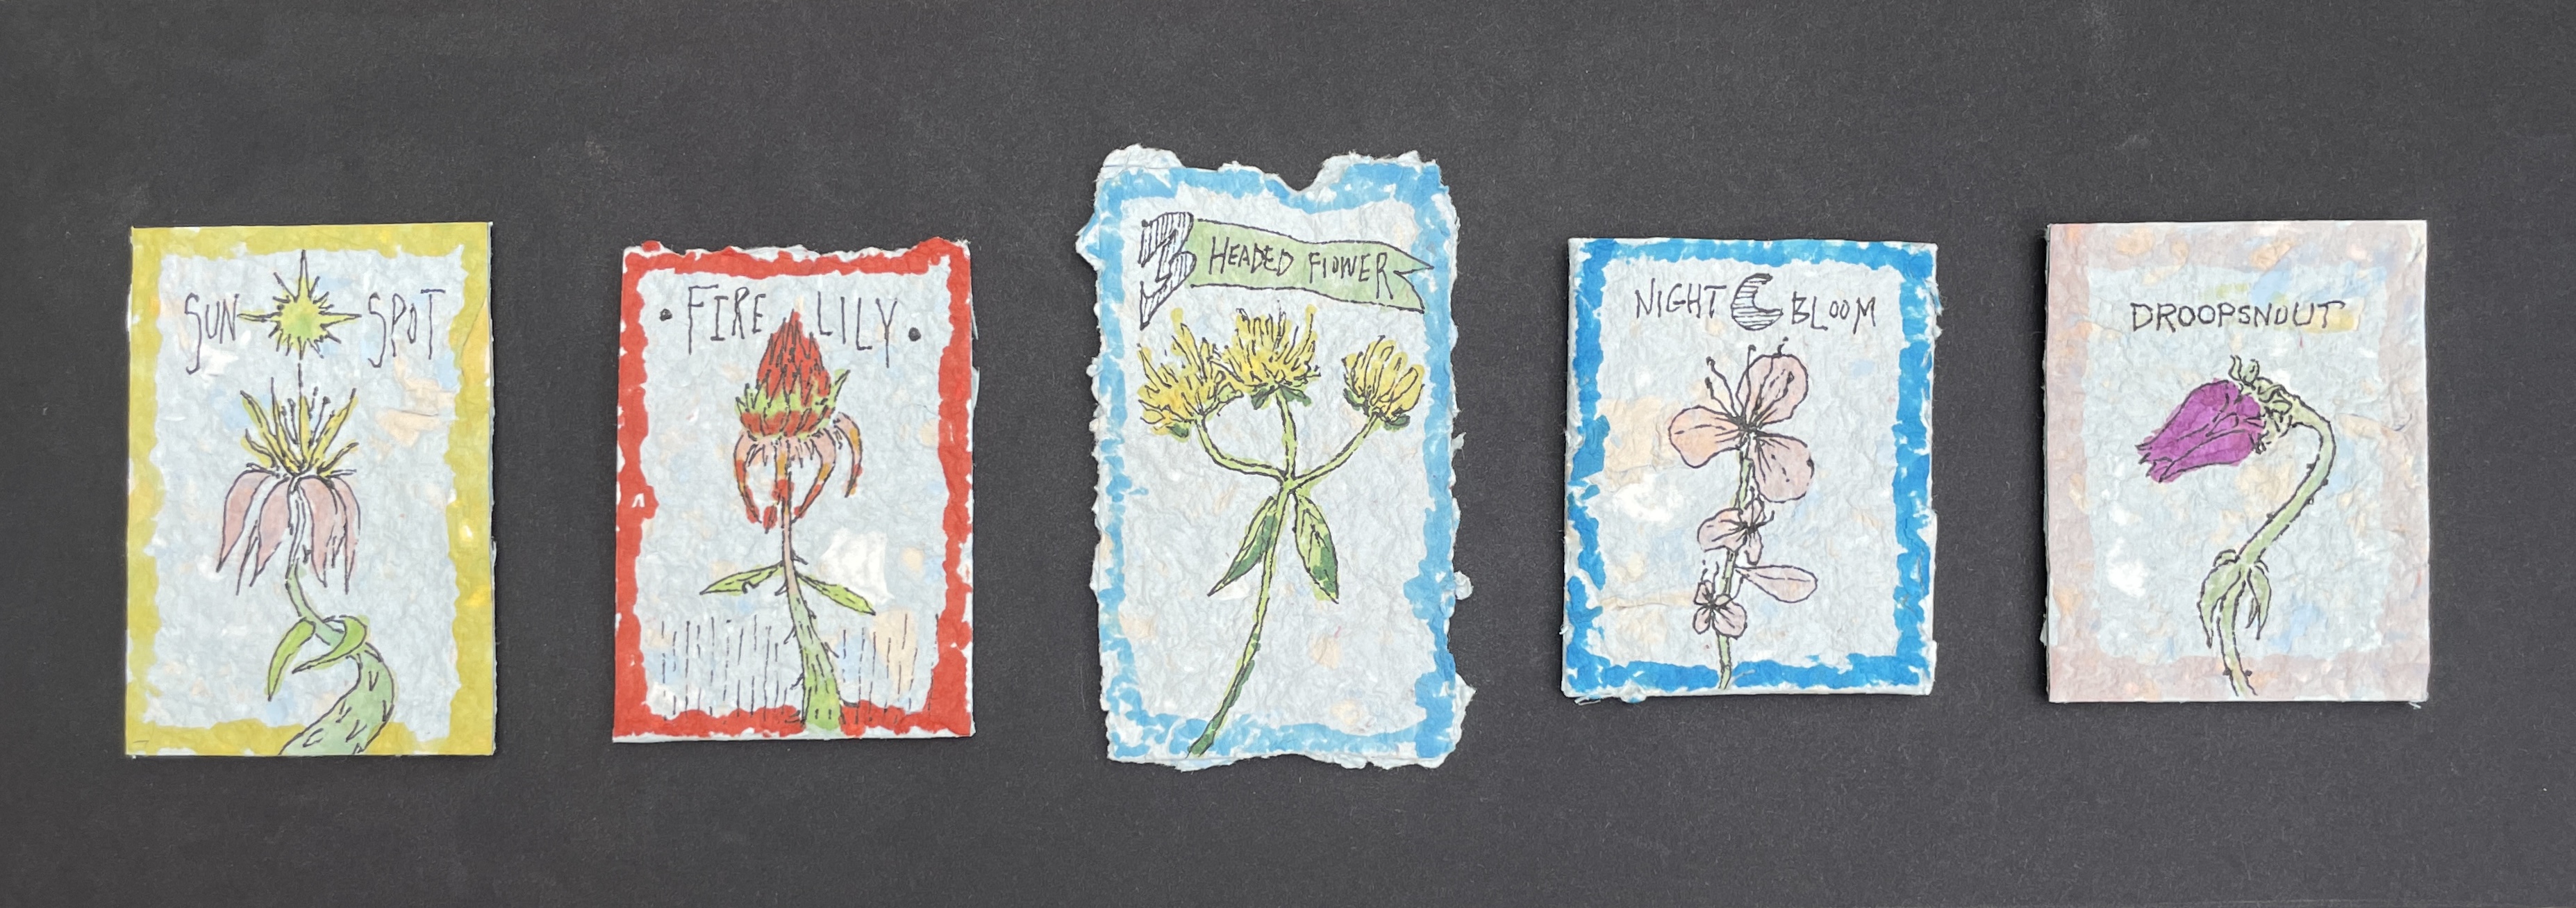 SUN SPOT
• FIRE LILY •
3 HEADED FlOWER
NIGHT BLOOM
DROOPSNOUT